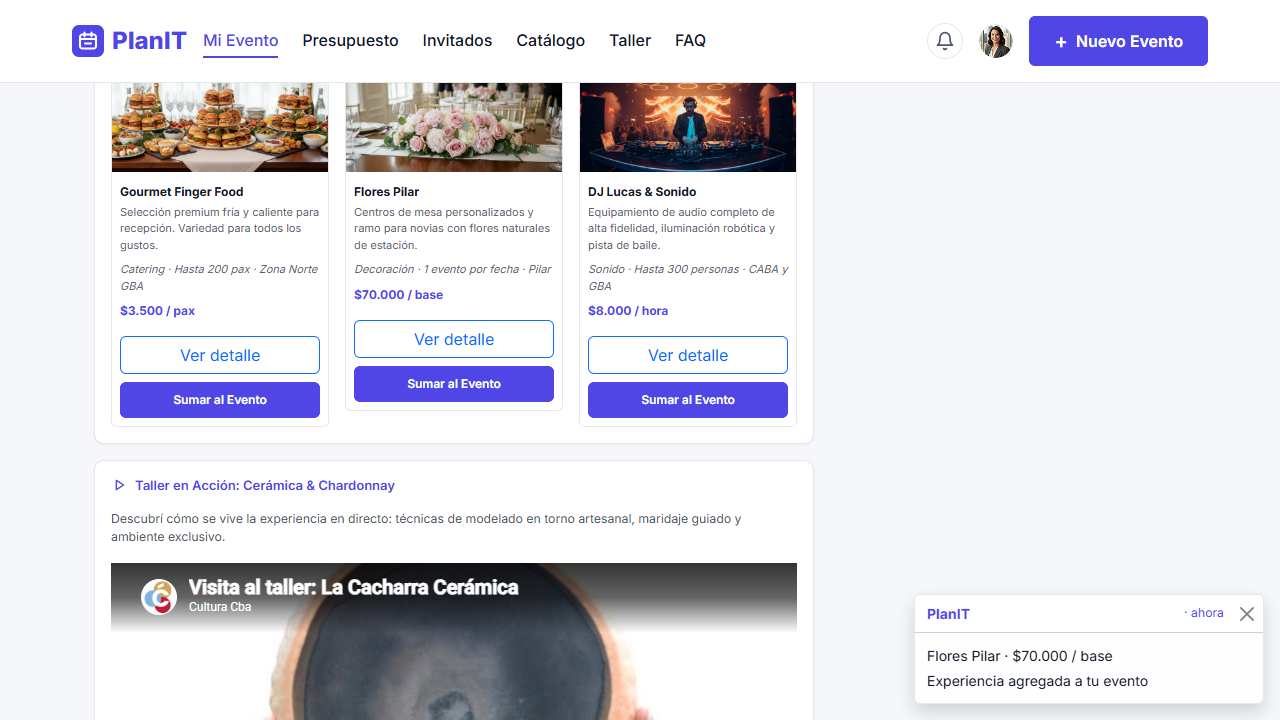 PlanIT
Mi Evento
Presupuesto
Invitados
Catálogo
Taller
FAQ
+ Nuevo Evento
Gourmet Finger Food
Selección premium fría y caliente para
recepción. Variedad para todos los
gustos.
Catering · Hasta 200 pax · Zona Norte
GBA
$3.500 / pax
Ver detalle
Sumar al Evento
Flores Pilar
Centros de mesa personalizados y
ramo para novias con flores naturales
de estación.
Decoración · 1 evento por fecha · Pilar
$70.000 / base
Ver detalle
Sumar al Evento
DJ Lucas & Sonido
Equipamiento de audio completo de
alta fidelidad, iluminación robótica y
pista de baile.
Sonido · Hasta 300 personas · CABA y
GBA
$8.000 / hora
Ver detalle
Sumar al Evento
Taller en Acción: Cerámica & Chardonnay
Descubrí cómo se vive la experiencia en directo: técnicas de modelado en torno artesanal, maridaje guiado y
ambiente exclusivo.
Visita al taller: La Cacharra Cerámica
Cultura Cba
PlanIT
· ahora
Flores Pilar · $70.000 / base
Experiencia agregada a tu evento